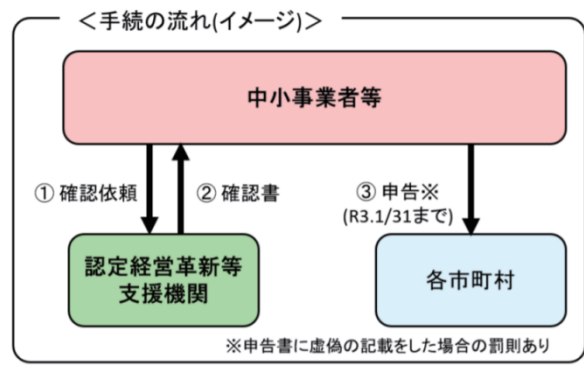 ＜手続の流れ(イメージ)＞
中小事業者等
① 確認依頼
② 確認書
③ 申告※
(R3.1/31まで)
認定経営革新等
支援機関
各市町村
※申告書に虚偽の記載をした場合の罰則あり